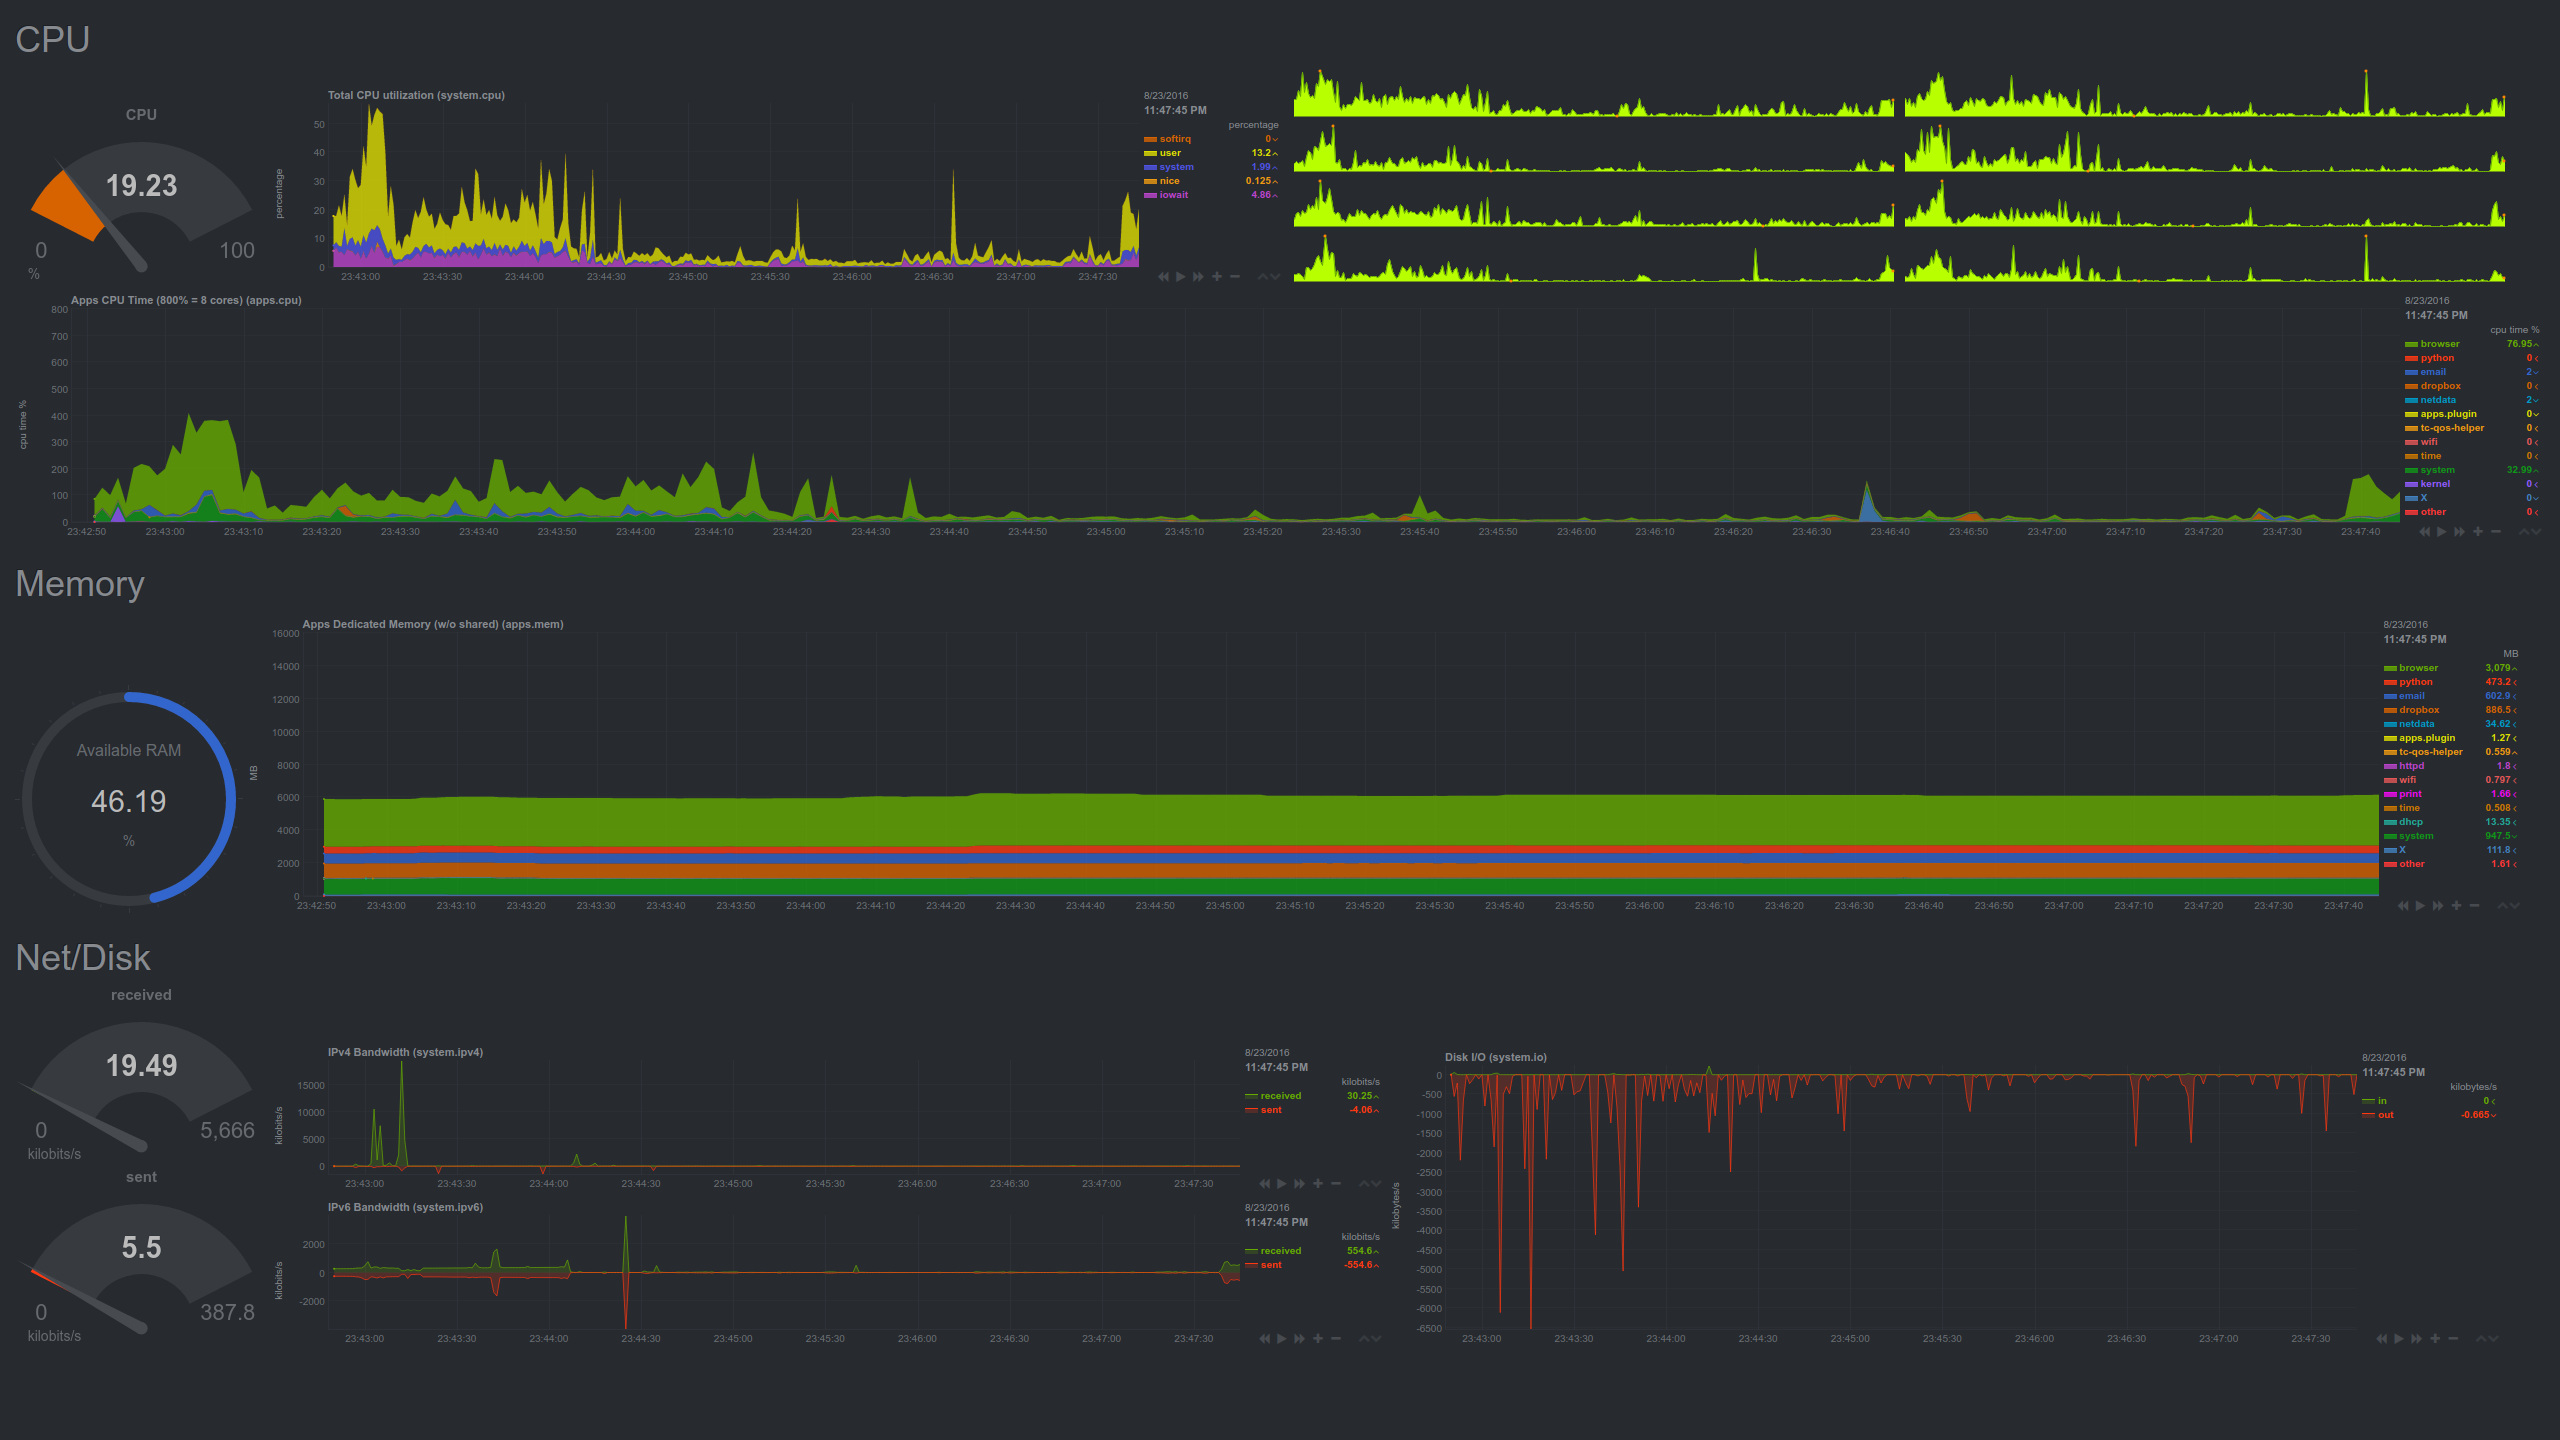 CPU
CPU
19.23
0
100
%
Total CPU utilization (system.cpu)
percentage
50
40
30
20
10
0
23:43:00 23:43:30 23:44:00 23:44:30 23:45:00 23:45:30 23:46:00 23:46:30 23:47:00 23:47:30
8/23/2016
11:47:45 PM
percentage
softirq 0
user 13.2
system 1.99
nice 0.125
iowait 4.86
Apps CPU Time (800% = 8 cores) (apps.cpu)
cpu time %
800
700
600
500
400
300
200
100
0
23:42:50 23:43:00 23:43:10 23:43:20 23:43:30 23:43:40 23:43:50 23:44:00 23:44:10 23:44:20 23:44:30 23:44:40 23:44:50 23:45:00 23:45:10 23:45:20 23:45:30 23:45:40 23:45:50 23:46:00 23:46:10 23:46:20 23:46:30 23:46:40 23:46:50 23:47:00 23:47:10 23:47:20 23:47:30 23:47:40
8/23/2016
11:47:45 PM
cpu time %
browser 76.95
python 0
email 2
dropbox 0
netdata 2
apps.plugin 0
tc-qos-helper 0
wifi 0
time 0
system 32.99
kernel 0
X 0
other 0
Memory
Available RAM
46.19
%
Apps Dedicated Memory (w/o shared) (apps.mem)
MB
16000
14000
12000
10000
8000
6000
4000
2000
0
23:42:50 23:43:00 23:43:10 23:43:20 23:43:30 23:43:40 23:43:50 23:44:00 23:44:10 23:44:20 23:44:30 23:44:40 23:44:50 23:45:00 23:45:10 23:45:20 23:45:30 23:45:40 23:45:50 23:46:00 23:46:10 23:46:20 23:46:30 23:46:40 23:46:50 23:47:00 23:47:10 23:47:20 23:47:30 23:47:40
8/23/2016
11:47:45 PM
MB
browser 3,079
python 473.2
email 602.9
dropbox 886.5
netdata 34.62
apps.plugin 1.27
tc-qos-helper 0.559
httpd 1.8
wifi 0.797
print 1.66
time 0.508
dhcp 13.35
system 947.5
X 111.8
other 1.61
Net/Disk
received
19.49
0
5,666
kilobits/s
sent
5.5
0
387.8
kilobits/s
IPv4 Bandwidth (system.ipv4)
kilobits/s
15000
10000
5000
0
23:43:00 23:43:30 23:44:00 23:44:30 23:45:00 23:45:30 23:46:00 23:46:30 23:47:00 23:47:30
8/23/2016
11:47:45 PM
kilobits/s
received 30.25
sent -4.06
IPv6 Bandwidth (system.ipv6)
kilobits/s
2000
0
-2000
23:43:00 23:43:30 23:44:00 23:44:30 23:45:00 23:45:30 23:46:00 23:46:30 23:47:00 23:47:30
8/23/2016
11:47:45 PM
kilobits/s
received 554.6
sent -554.6
Disk I/O (system.io)
kilobytes/s
0
-500
-1000
-1500
-2000
-2500
-3000
-3500
-4000
-4500
-5000
-5500
-6000
-6500
23:43:00 23:43:30 23:44:00 23:44:30 23:45:00 23:45:30 23:46:00 23:46:30 23:47:00 23:47:30
8/23/2016
11:47:45 PM
kilobytes/s
in 0
out -0.665